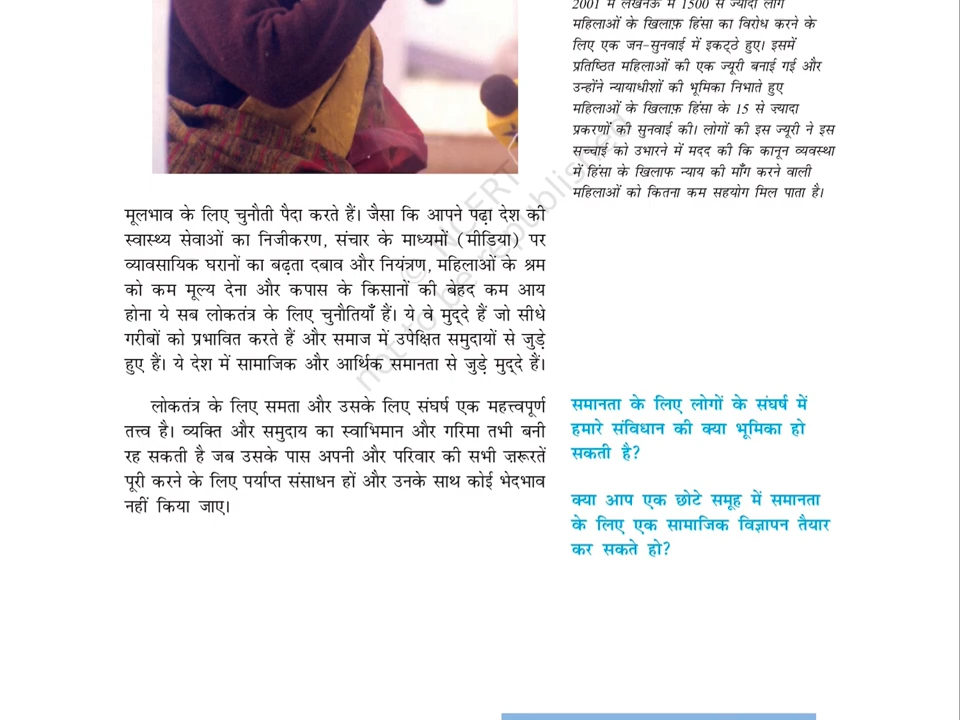 2001 में लखनऊ में 1500 से ज्यादा लोग
महिलाओं के खिलाफ़ हिंसा का विरोध करने के
लिए एक जन-सुनवाई में इकट्ठे हुए। इसमें
प्रतिष्ठित महिलाओं की एक ज्यूरी बनाई गई और
उन्होंने न्यायाधीशों की भूमिका निभाते हुए
महिलाओं के खिलाफ़ हिंसा के 15 से ज़्यादा
प्रकरणों की सुनवाई की। लोगों की इस ज्यूरी ने इस
सच्चाई को उभारने में मदद की कि कानून व्यवस्था
में हिंसा के खिलाफ न्याय की माँग करने वाली
महिलाओं को कितना कम सहयोग मिल पाता है।
मूलभाव के लिए चुनौती पैदा करते हैं। जैसा कि आपने पढ़ा देश की
स्वास्थ्य सेवाओं का निजीकरण, संचार के माध्यमों (मीडिया) पर
व्यावसायिक घरानों का बढ़ता दबाव और नियंत्रण, महिलाओं के श्रम
को कम मूल्य देना और कपास के किसानों की बेहद कम आय
होना ये सब लोकतंत्र के लिए चुनौतियाँ हैं। ये वे मुद्दे हैं जो सीधे
गरीबों को प्रभावित करते हैं और समाज में उपेक्षित समुदायों से जुड़े
हुए हैं। ये देश में सामाजिक और आर्थिक समानता से जुड़े मुद्दे हैं।
लोकतंत्र के लिए समता और उसके लिए संघर्ष एक महत्त्वपूर्ण
तत्त्व है। व्यक्ति और समुदाय का स्वाभिमान और गरिमा तभी बनी
रह सकती है जब उसके पास अपनी और परिवार की सभी ज़रूरतें
पूरी करने के लिए पर्याप्त संसाधन हों और उनके साथ कोई भेदभाव
नहीं किया जाए।
समानता के लिए लोगों के संघर्ष में
हमारे संविधान की क्या भूमिका हो
सकती है?
क्या आप एक छोटे समूह में समानता
के लिए एक सामाजिक विज्ञापन तैयार
कर सकते हो?
© NCERT
not to be republished